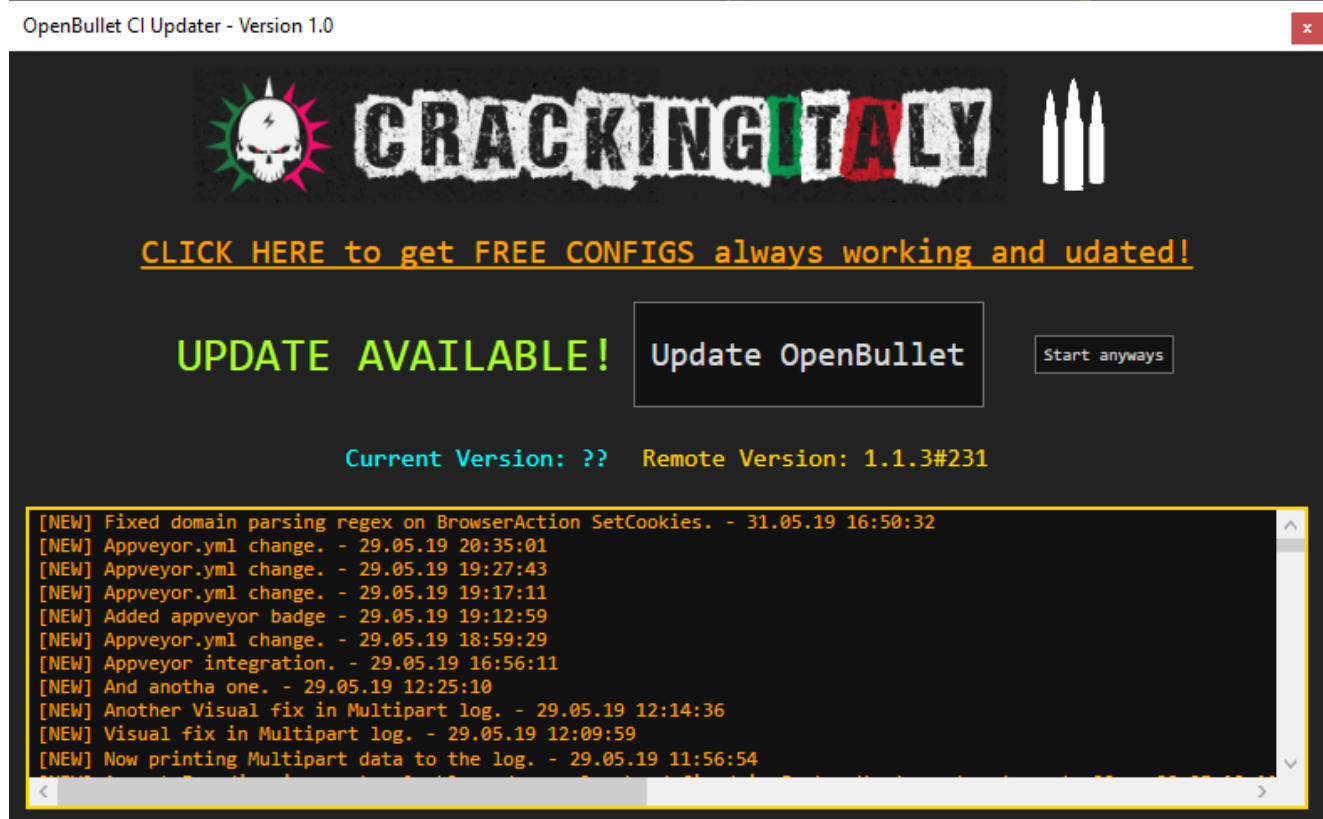 OpenBullet CI Updater - Version 1.0
x
CRACKINGITALY
CLICK HERE to get FREE CONFIGS always working and udated!
UPDATE AVAILABLE!
Update OpenBullet
Start anyways
Current Version: ?? Remote Version: 1.1.3#231
[NEW] Fixed domain parsing regex on BrowserAction SetCookies. - 31.05.19 16:50:32
[NEW] Appveyor.yml change. - 29.05.19 20:35:01
[NEW] Appveyor.yml change. - 29.05.19 19:27:43
[NEW] Appveyor.yml change. - 29.05.19 19:17:11
[NEW] Added appveyor badge - 29.05.19 19:12:59
[NEW] Appveyor.yml change. - 29.05.19 18:59:29
[NEW] Appveyor integration. - 29.05.19 16:56:11
[NEW] And anotha one. - 29.05.19 12:25:10
[NEW] Another Visual fix in Multipart log. - 29.05.19 12:14:36
[NEW] Visual fix in Multipart log. - 29.05.19 12:09:59
[NEW] Now printing Multipart data to the log. - 29.05.19 11:56:54